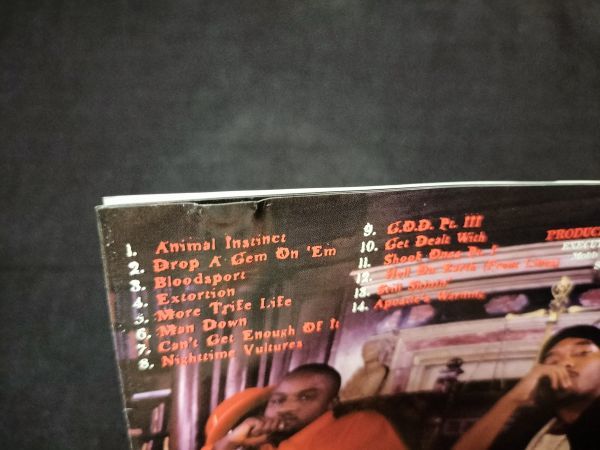 1. Animal Instinct
2. Drop A Gem On 'Em
3. Bloodsport
4. Extortion
5. More Trife Life
6. Man Down
7. Can't Get Enough Of It
8. Nighttime Vultures
9. G.O.D. Pt. III
10. Get Dealt With
11. Shook Ones Pt.
12. Hell On Earth (Front Lines)
13. Still Shinin'
14. Apostle's Warning
PRODUC
EXECUT